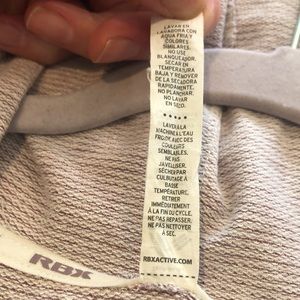 LAVAR EN
LAVADORA CON
AGUA FRIA Y
COLORES
SIMILARES.
NO USE
BLANQUEADOR.
SECAR EN
TEMPERATURA
BAJA Y REMOVER
DE LA SECADORA
RAPIDAMENTE.
NO PLANCHAR.
NO LAVAR
EN SECO.
LAVER À LA
MACHINE À L'EAU
FROIDE AVEC DES
COULEURS
SEMBLABLES.
NE PAS
JAVELLISER.
SÉCHER PAR
CULBUTAGE À
BASSE
TEMPÉRATURE,
RETIRER
IMMÉDIATEMENT
À LA FIN DU CYCLE.
NE PAS REPASSER.
NE PAS NETTOYER
À SEC.
RBXACTIVE.COM
RBX